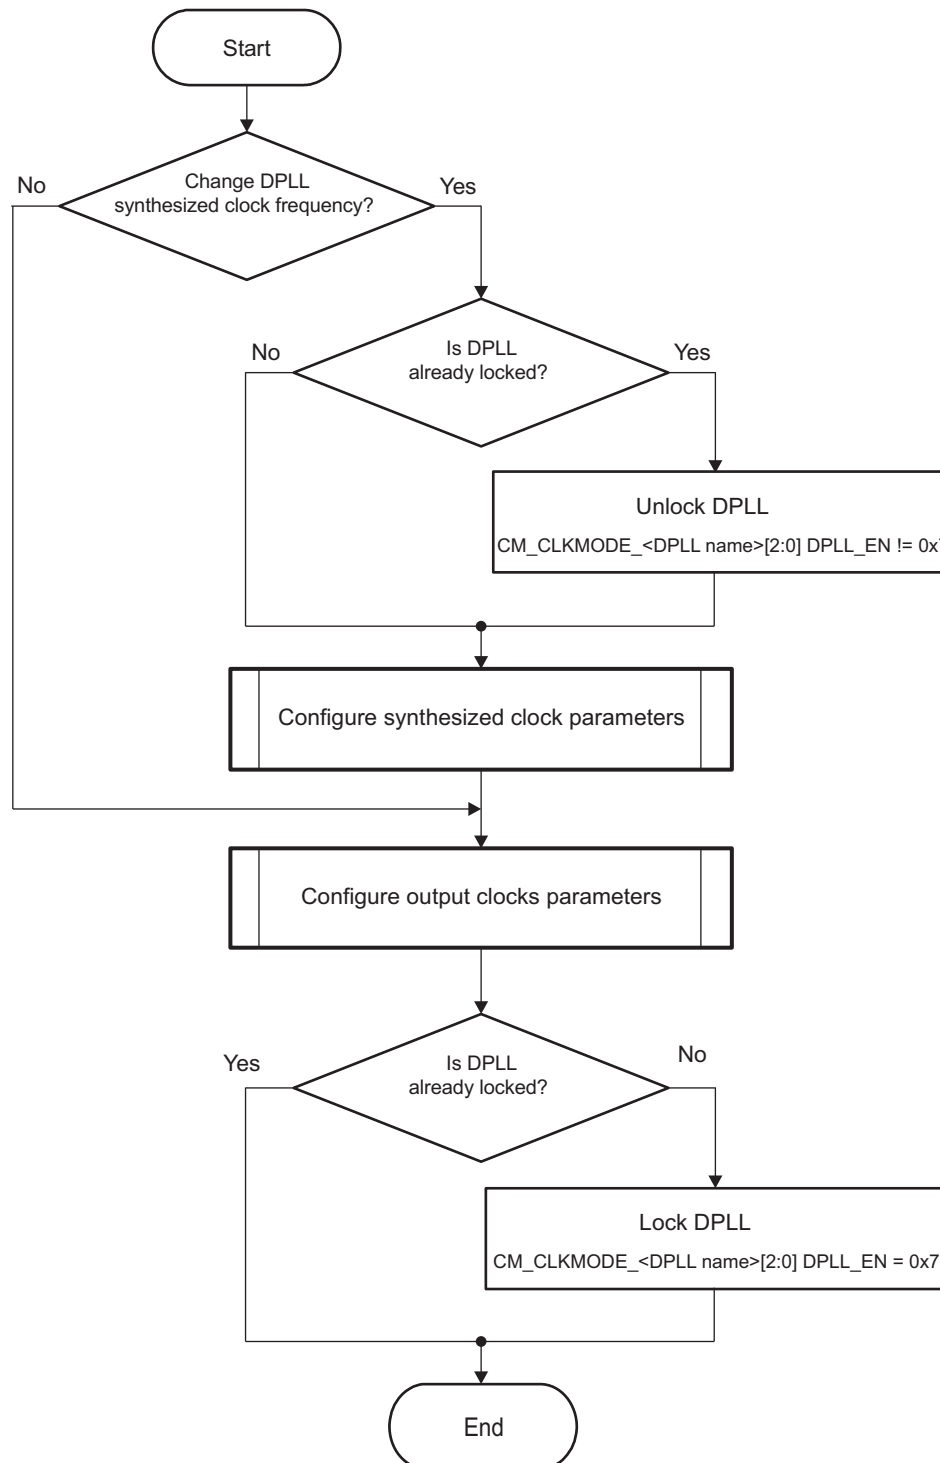 Start
Change DPLL
synthesized clock frequency?
No
Yes
Is DPLL
already locked?
No
Yes
Unlock DPLL
CM_CLKMODE_<DPLL name>[2:0] DPLL_EN != 0x7
Configure synthesized clock parameters
Configure output clocks parameters
Is DPLL
already locked?
Yes
No
Lock DPLL
CM_CLKMODE_<DPLL name>[2:0] DPLL_EN = 0x7
End